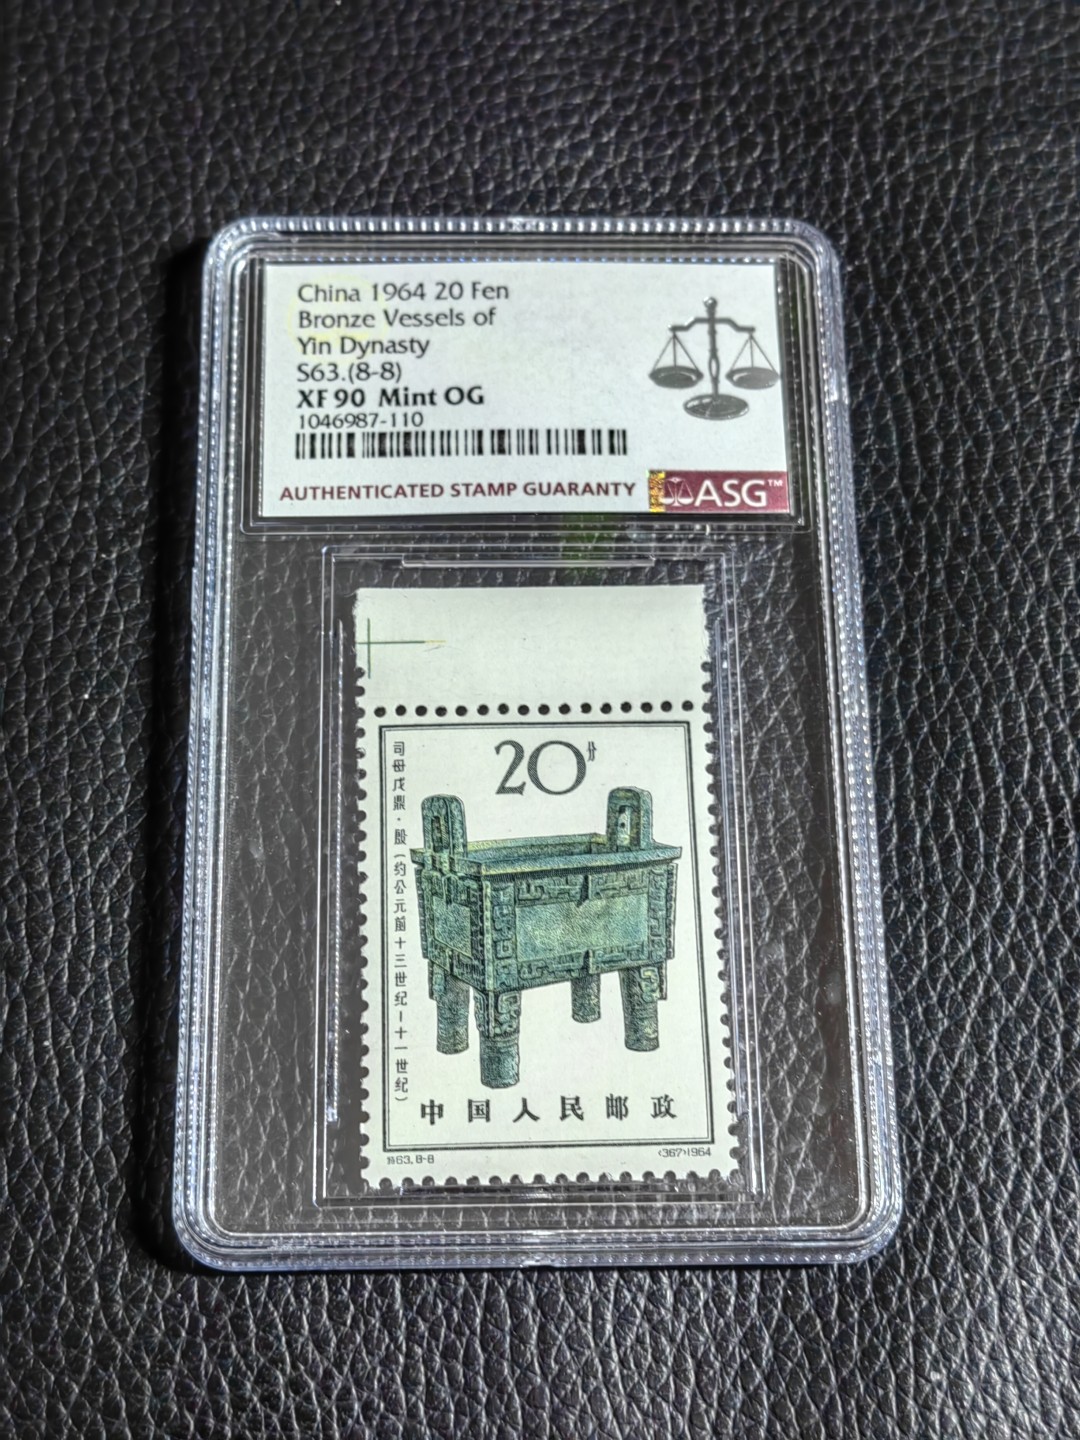 China 1964 20 Fen
Bronze Vessels of
Yin Dynasty
S63.(8-8)
XF 90 Mint OG
1046987-110
AUTHENTICATED STAMP GUARANTY
ASG™
20分
司母戊鼎·殷(约公元前十三世纪—十一世纪)
中国人民邮政
特63.8-8
(367)1964